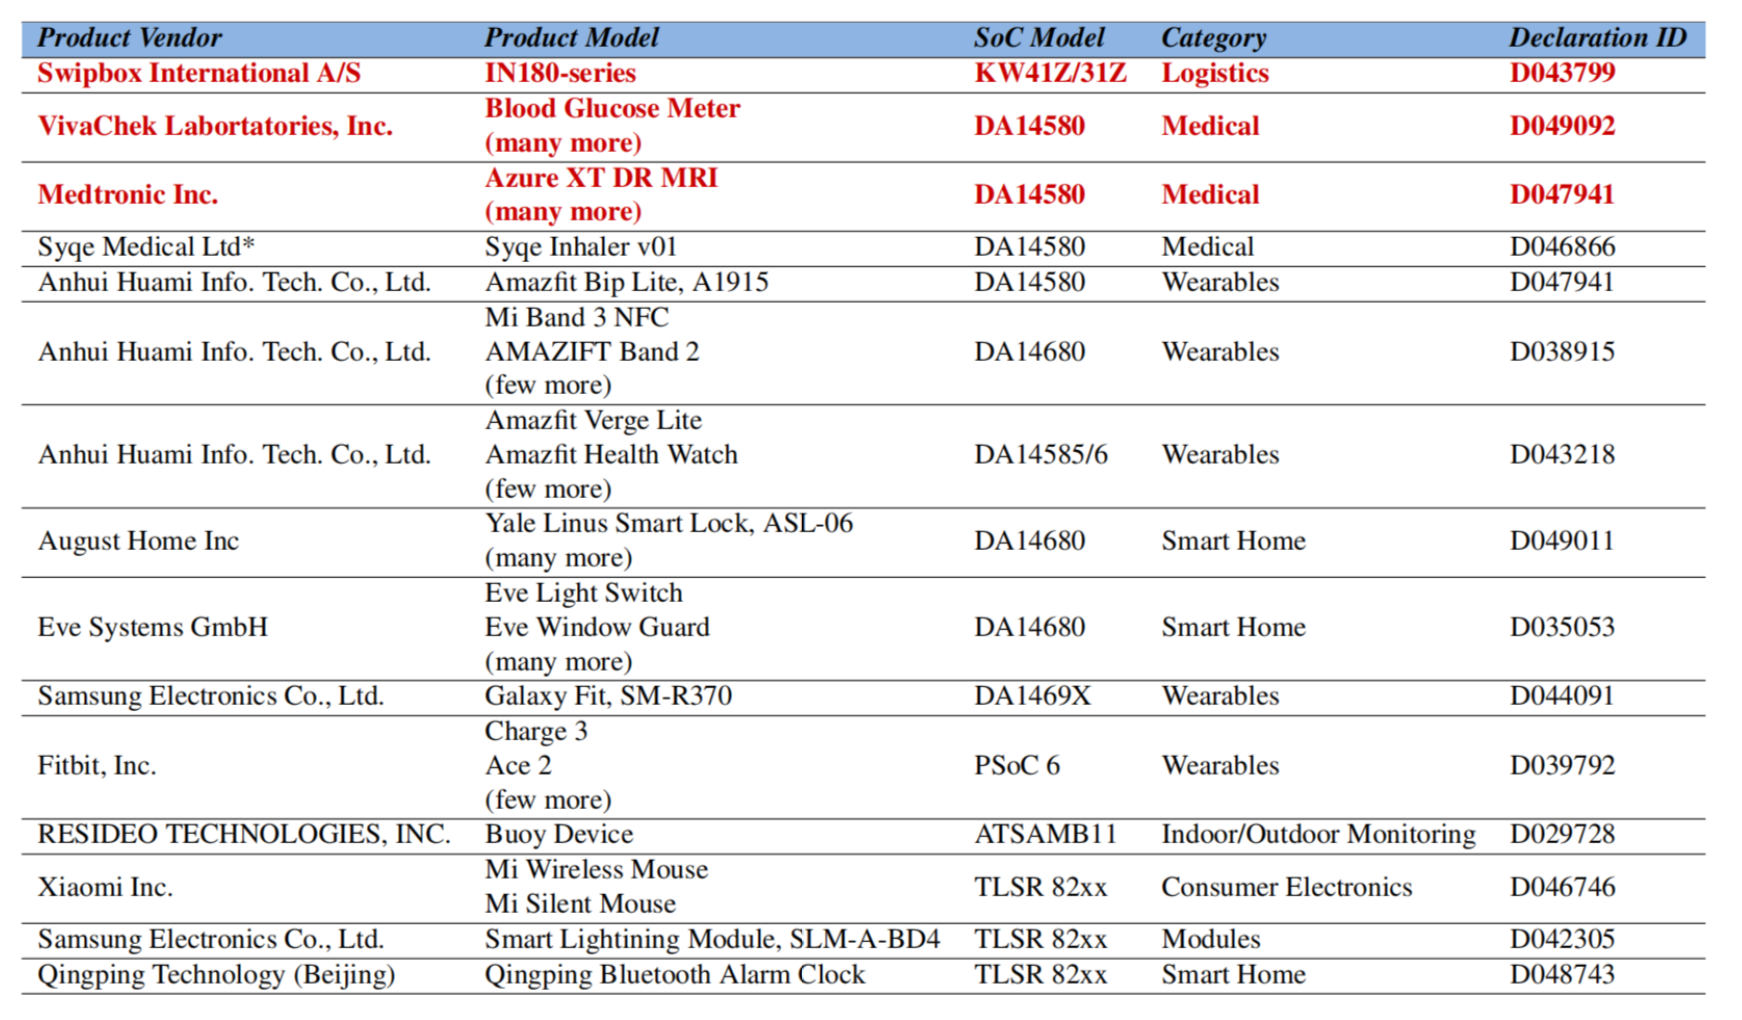 Product Vendor Product Model SoC Model Category Declaration ID
Swipbox International A/S IN180-series KW41Z/31Z Logistics D043799
VivaChek Labortatories, Inc. Blood Glucose Meter DA14580 Medical D049092
(many more)
Medtronic Inc. Azure XT DR MRI DA14580 Medical D047941
(many more)
Syqe Medical Ltd* Syqe Inhaler v01 DA14580 Medical D046866
Anhui Huami Info. Tech. Co., Ltd. Amazfit Bip Lite, A1915 DA14580 Wearables D047941
Mi Band 3 NFC
Anhui Huami Info. Tech. Co., Ltd. AMAZIFT Band 2 DA14680 Wearables D038915
(few more)
Amazfit Verge Lite
Anhui Huami Info. Tech. Co., Ltd. Amazfit Health Watch DA14585/6 Wearables D043218
(few more)
August Home Inc Yale Linus Smart Lock, ASL-06 DA14680 Smart Home D049011
(many more)
Eve Light Switch
Eve Systems GmbH Eve Window Guard DA14680 Smart Home D035053
(many more)
Samsung Electronics Co., Ltd. Galaxy Fit, SM-R370 DA1469X Wearables D044091
Charge 3
Fitbit, Inc. Ace 2 PSoC 6 Wearables D039792
(few more)
RESIDEO TECHNOLOGIES, INC. Buoy Device ATSAMB11 Indoor/Outdoor Monitoring D029728
Xiaomi Inc. Mi Wireless Mouse TLSR 82xx Consumer Electronics D046746
Mi Silent Mouse
Samsung Electronics Co., Ltd. Smart Lightining Module, SLM-A-BD4 TLSR 82xx Modules D042305
Qingping Technology (Beijing) Qingping Bluetooth Alarm Clock TLSR 82xx Smart Home D048743